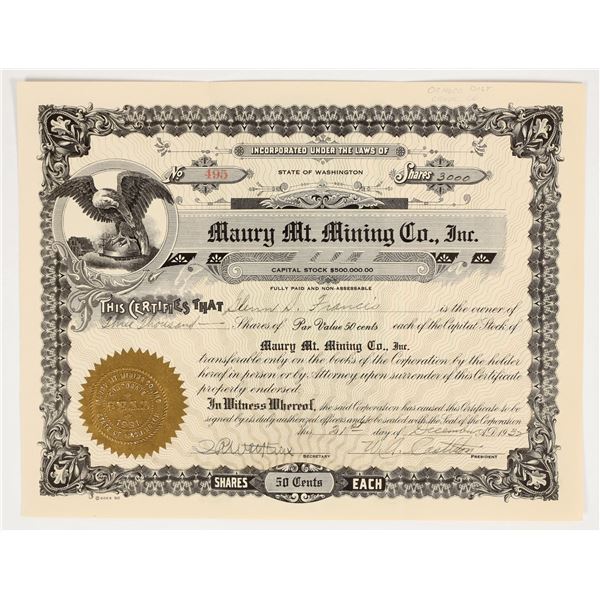 INCORPORATED UNDER THE LAWS OF
No 495
STATE OF WASHINGTON
Shares 3000
Maury Mt. Mining Co., Inc.
CAPITAL STOCK $500,000.00
FULLY PAID AND NON-ASSESSABLE
THIS CERTIFIES THAT Glenn D. Francis is the owner of
Three Thousand Shares of Par Value 50 cents each of the Capital Stock of
Maury Mt. Mining Co., Inc.
transferable only on the books of the Corporation by the holder
hereof in person or by Attorney upon surrender of this Certificate
properly endorsed.
In Witness Whereof, the said Corporation has caused this Certificate to be
signed by its duly authorized officers and to be sealed with the Seal of the Corporation
this 21st day of December A.D. 1932
SECRETARY
PRESIDENT
SHARES 50 Cents EACH
1931